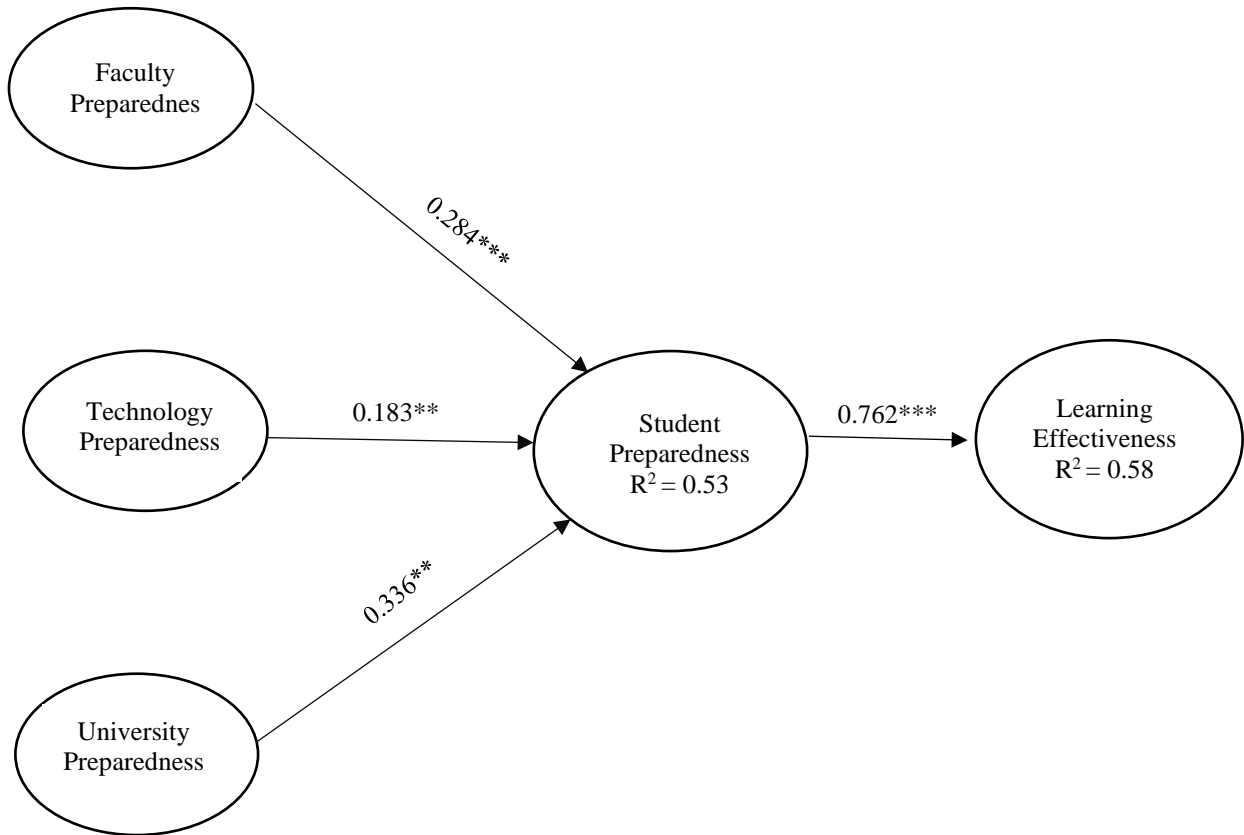 Faculty
Preparednes
0.284***
Technology
Preparedness
0.183**
Student
Preparedness
R² = 0.53
0.762***
Learning
Effectiveness
R² = 0.58
0.336**
University
Preparedness